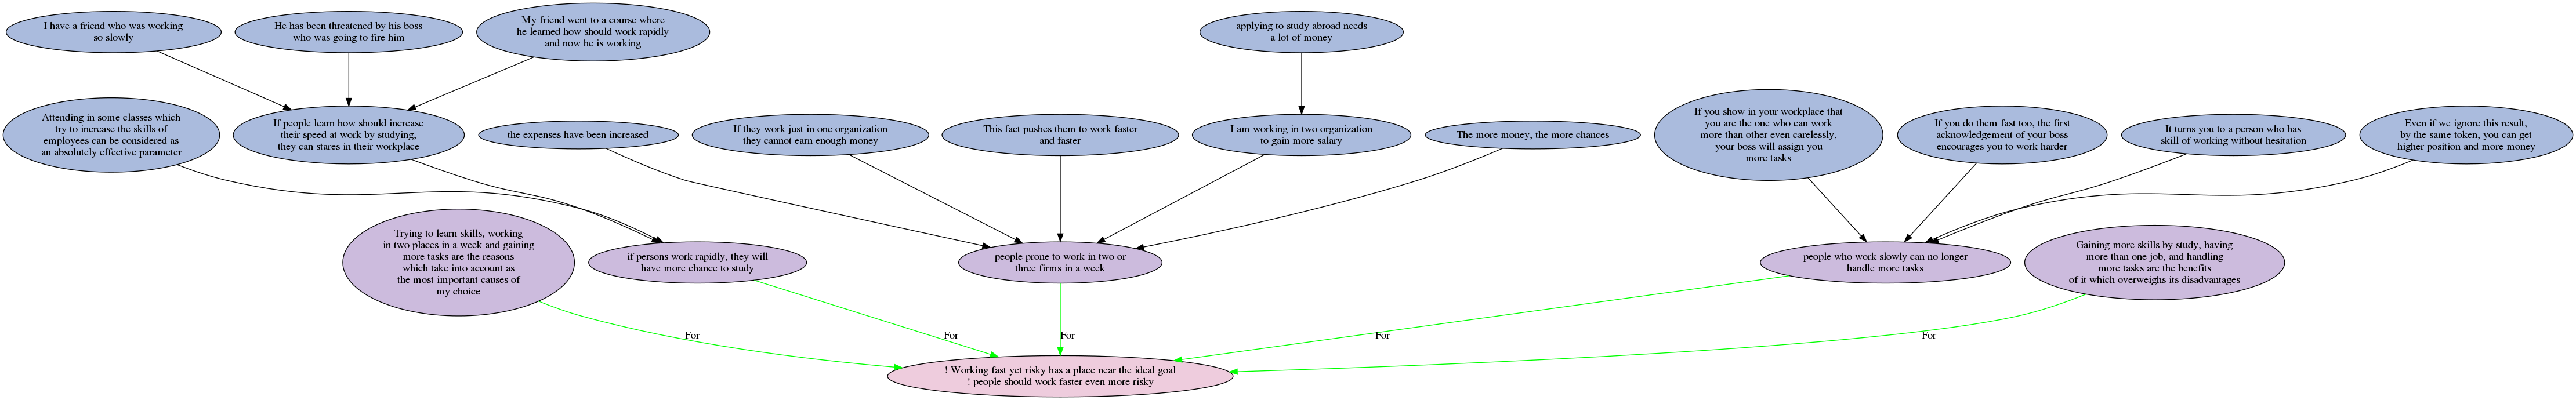 I have a friend who was working
so slowly
He has been threatened by his boss
who was going to fire him
My friend went to a course where
he learned how should work rapidly
and now he is working
applying to study abroad needs
a lot of money
Attending in some classes which
try to increase the skills of
employees can be considered as
an absolutely effective parameter
If people learn how should increase
their speed at work by studying,
they can stares in their workplace
the expenses have been increased
If they work just in one organization
they cannot earn enough money
This fact pushes them to work faster
and faster
I am working in two organization
to gain more salary
The more money, the more chances
If you show in your workplace that
you are the one who can work
more than other even carelessly,
your boss will assign you
more tasks
If you do them fast too, the first
acknowledgement of your boss
encourages you to work harder
It turns you to a person who has
skill of working without hesitation
Even if we ignore this result,
by the same token, you can get
higher position and more money
Trying to learn skills, working
in two places in a week and gaining
more tasks are the reasons
which take into account as
the most important causes of
my choice
if persons work rapidly, they will
have more chance to study
people prone to work in two or
three firms in a week
people who work slowly can no longer
handle more tasks
Gaining more skills by study, having
more than one job, and handling
more tasks are the benefits
of it which overweighs its disadvantages
For
For
For
For
For
! Working fast yet risky has a place near the ideal goal
! people should work faster even more risky